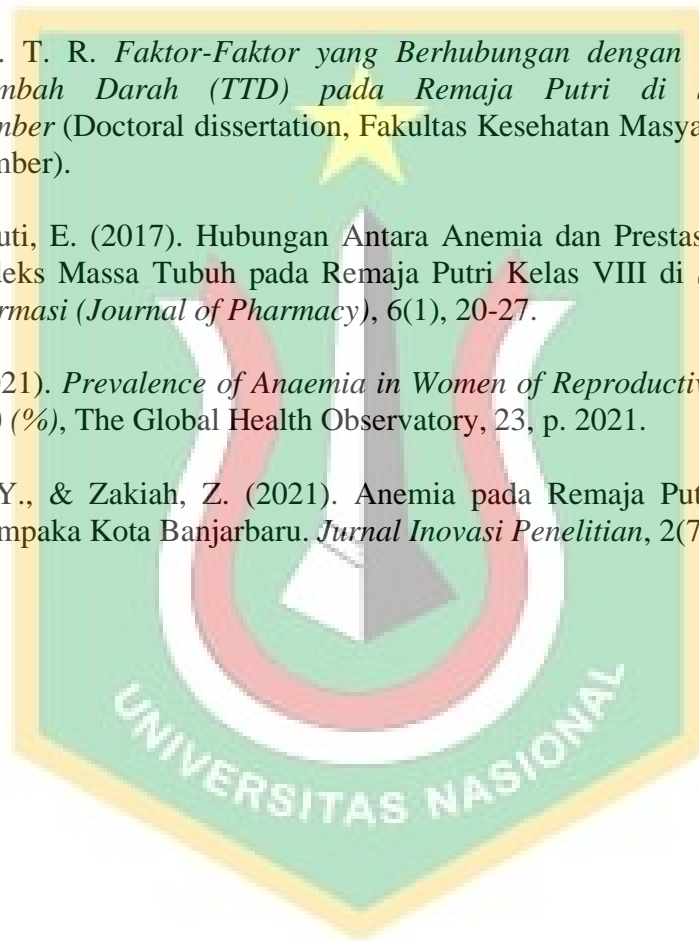 . T. R. Faktor-Faktor yang Berhubungan dengan
mbah Darah (TTD) pada Remaja Putri di
mber (Doctoral dissertation, Fakultas Kesehatan Masya
mber).
uti, E. (2017). Hubungan Antara Anemia dan Prestas
deks Massa Tubuh pada Remaja Putri Kelas VIII di
rmasi (Journal of Pharmacy), 6(1), 20-27.
21). Prevalence of Anaemia in Women of Reproductiv
(%), The Global Health Observatory, 23, p. 2021.
Y., & Zakiah, Z. (2021). Anemia pada Remaja Put
mpaka Kota Banjarbaru. Jurnal Inovasi Penelitian, 2(7
UNIVERSITAS NASIONAL